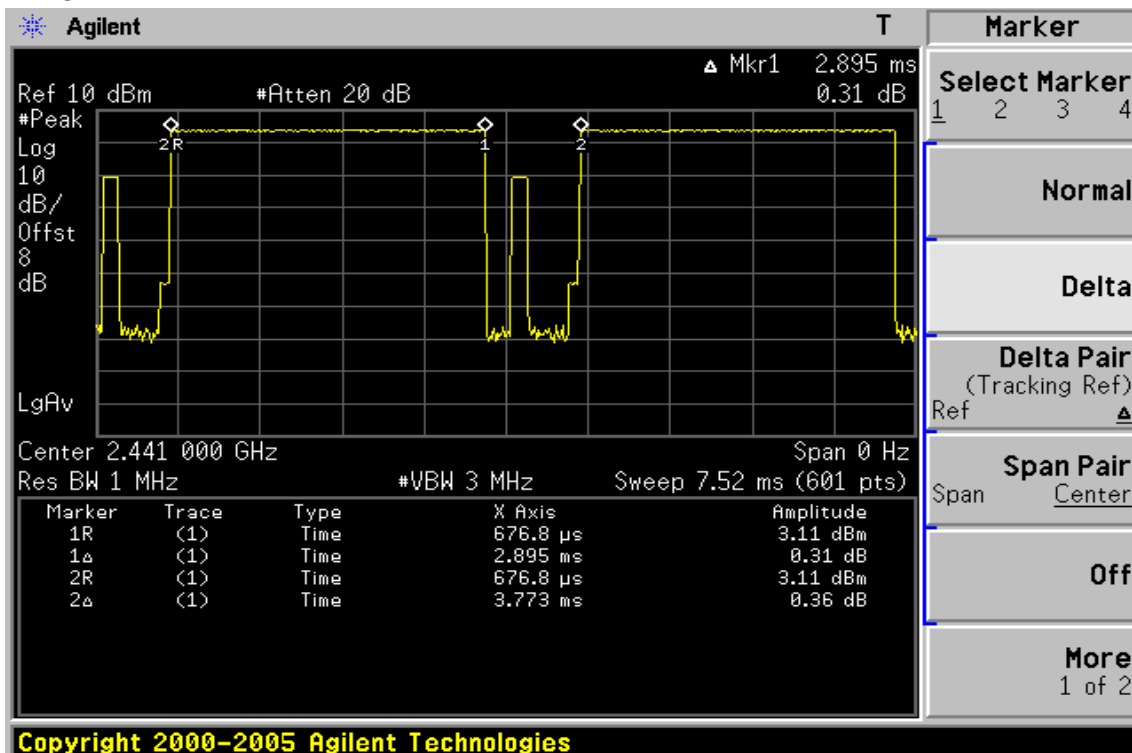 Agilent T
Marker
Δ Mkr1 2.895 ms
Ref 10 dBm #Atten 20 dB 0.31 dB
#Peak
Log
10
dB/
Offst
8
dB
LgAv
2R 1 2
Center 2.441 000 GHz Span 0 Hz
Res BW 1 MHz #VBW 3 MHz Sweep 7.52 ms (601 pts)
Marker Trace Type X Axis Amplitude
1R (1) Time 676.8 µs 3.11 dBm
1Δ (1) Time 2.895 ms 0.31 dB
2R (1) Time 676.8 µs 3.11 dBm
2Δ (1) Time 3.773 ms 0.36 dB
Select Marker
1 2 3 4
Normal
Delta
Delta Pair
(Tracking Ref)
Ref Δ
Span Pair
Span Center
Off
More
1 of 2
Copyright 2000-2005 Agilent Technologies